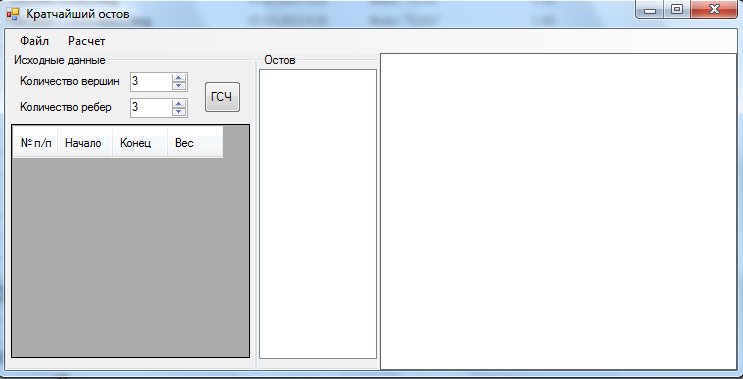 Кратчайший остов
Файл Расчет
Исходные данные
Остов
Количество вершин 3
Количество ребер 3
ГСЧ
№ п/п Начало Конец Вес